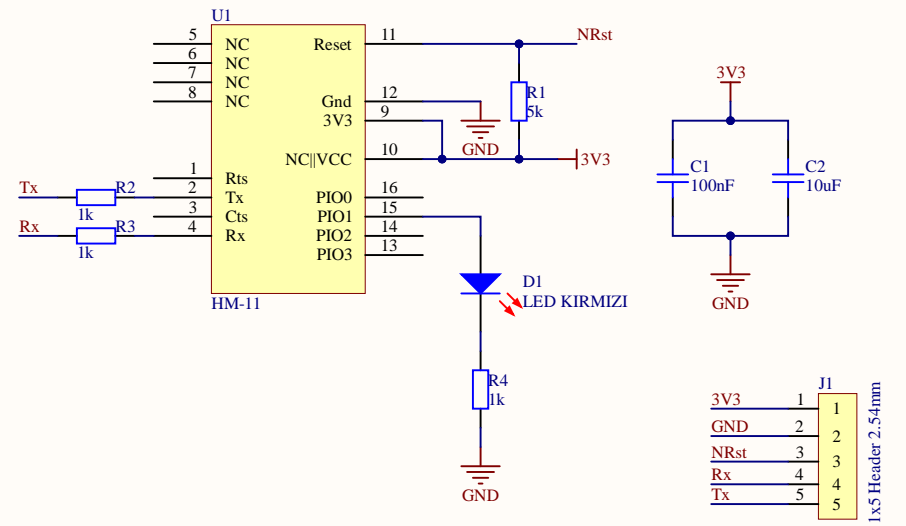 U1
5 NC Reset 11 NRst
6 NC
7 NC
8 NC Gnd 12
3V3 9
GND
R1
5k
NC||VCC 10 3V3
1 Rts
Tx R2 2 Tx PIO0 16
1k
3 Cts PIO1 15
Rx R3 4 Rx PIO2 14
1k
PIO3 13
HM-11
D1
LED KIRMIZI
R4
1k
GND
3V3
C1
100nF
C2
10uF
GND
J1
3V3 1 1
GND 2 2
NRst 3 3
Rx 4 4
Tx 5 5
1x5 Header 2.54mm